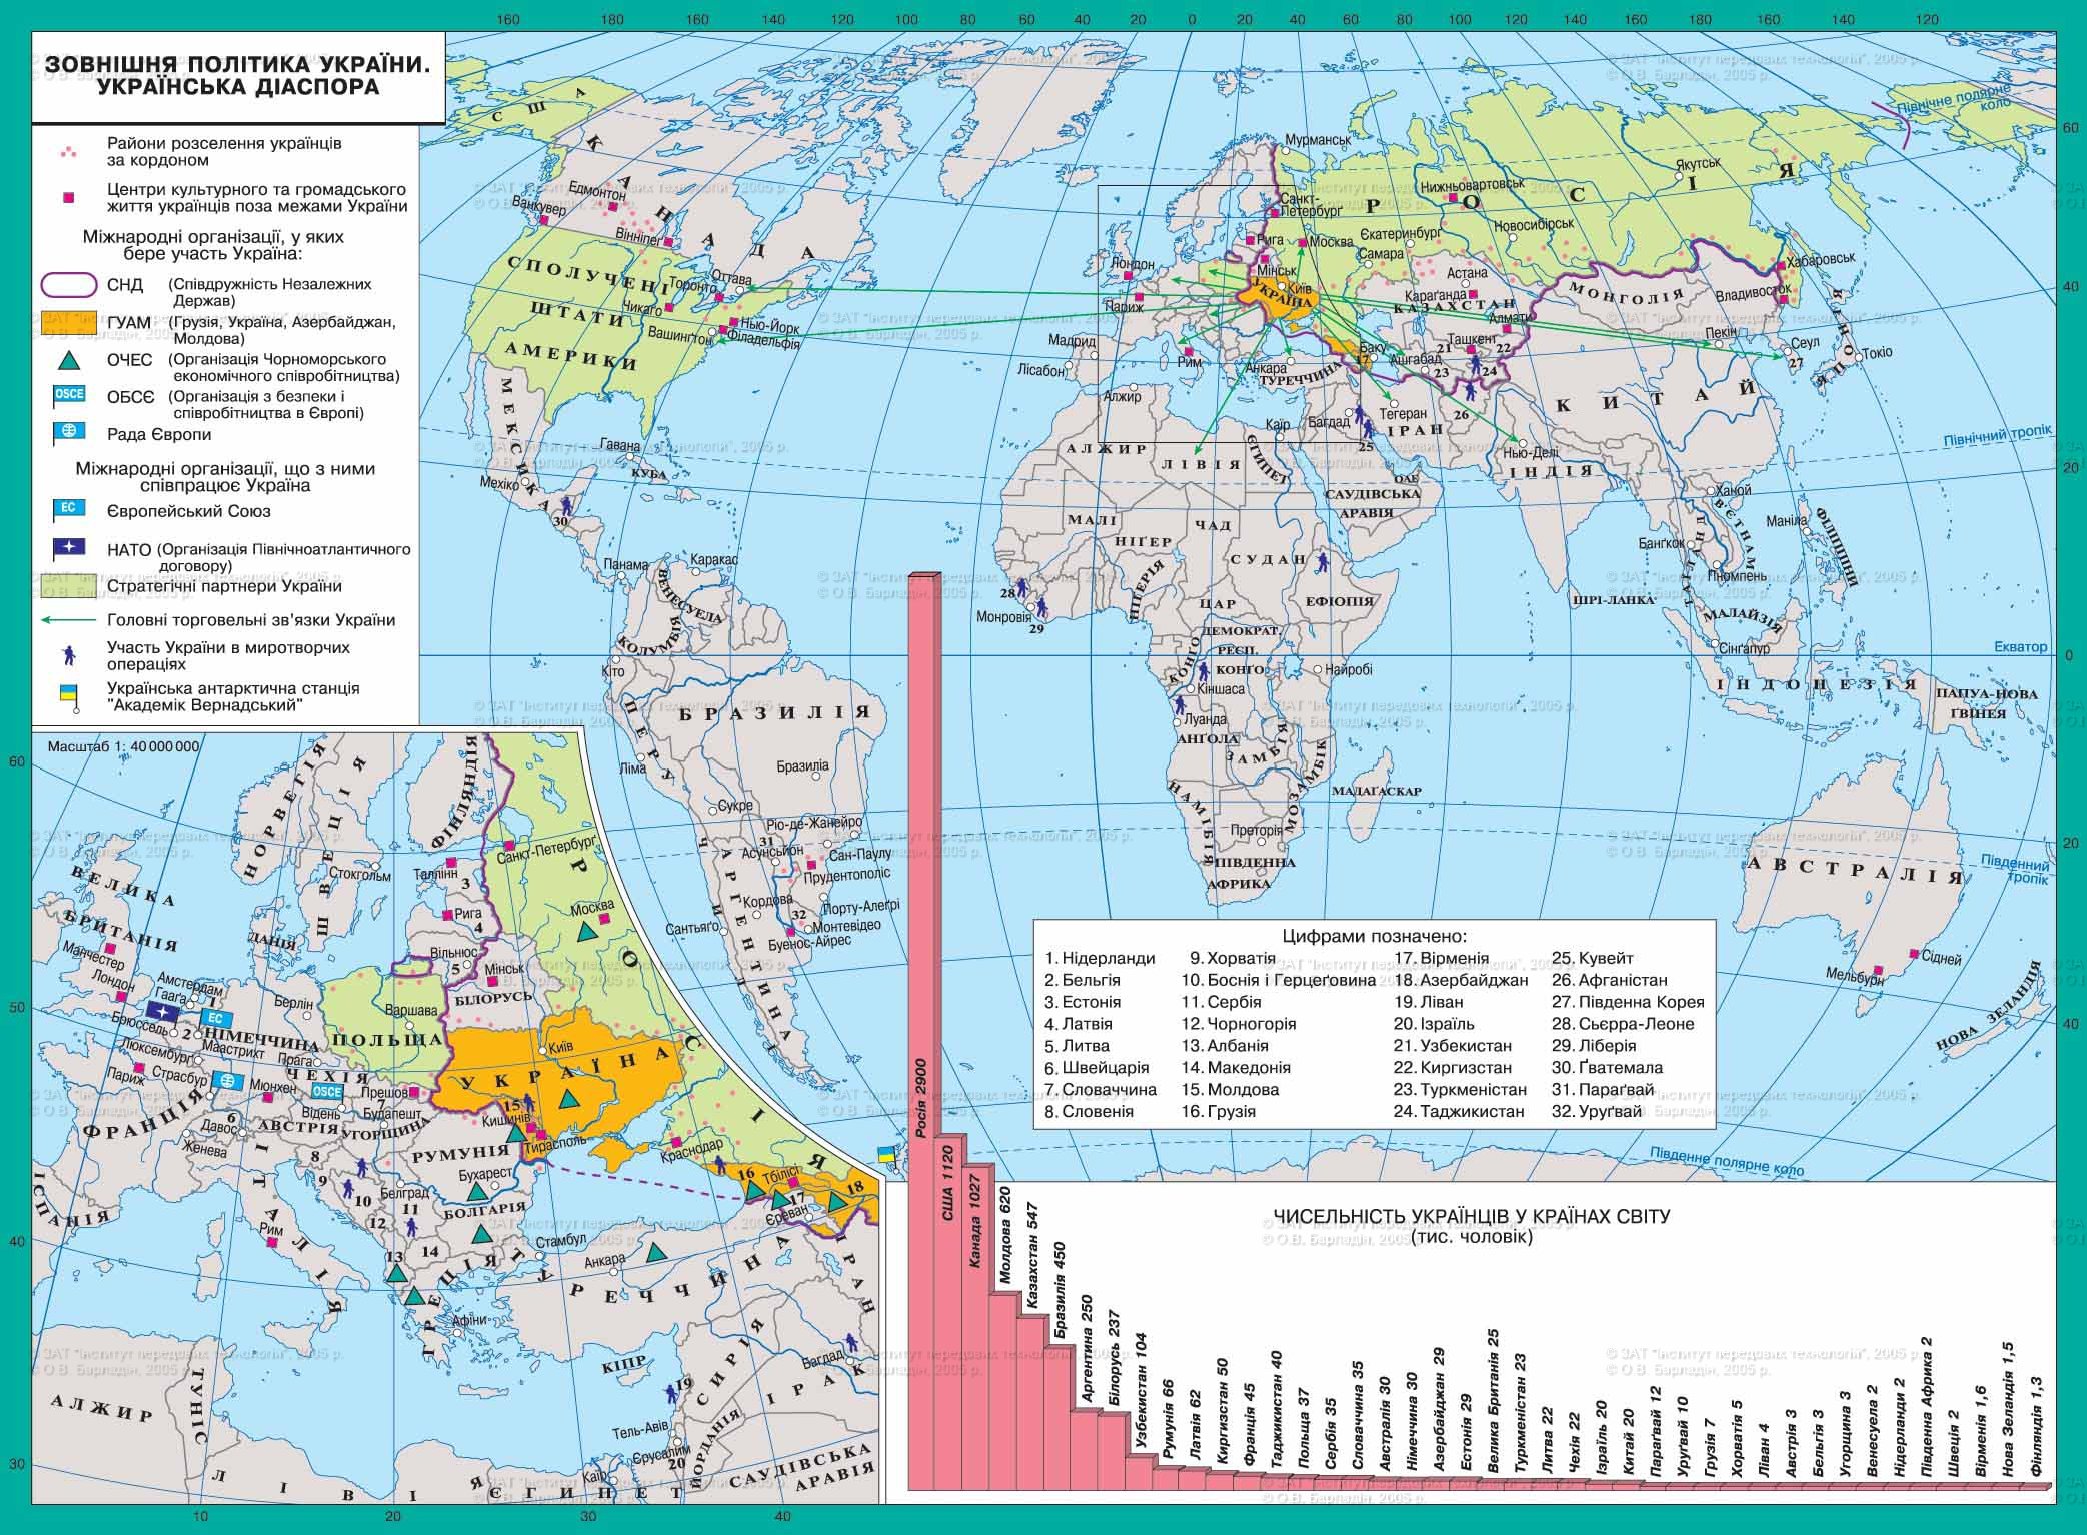 160 180 160 140 120 100 80 60 40 20 0 20 40 60 80 100 120 140 160 180 160 140 120
ЗОВНІШНЯ ПОЛІТИКА УКРАЇНИ.
УКРАЇНСЬКА ДІАСПОРА
Райони розселення українців
за кордоном
Центри культурного та громадського
життя українців поза межами України
Міжнародні організації, у яких
бере участь Україна:
СНД (Співдружність Незалежних
Держав)
ГУАМ (Грузія, Україна, Азербайджан,
Молдова)
ОЧЕС (Організація Чорноморського
економічного співробітництва)
OSCE ОБСЄ (Організація з безпеки і
співробітництва в Європі)
Рада Європи
Міжнародні організації, що з ними
співпрацює Україна
ЕС Європейський Союз
НАТО (Організація Північноатлантичного
договору)
Стратегічні партнери України
Головні торговельні зв'язки України
Участь України в миротворчих
операціях
Українська антарктична станція
"Академік Вернадський"
© ЗАТ "Інститут передових технологій", 2005 р.
© О.В. Барладін, 2005 р.
США
КАНАДА
Едмонтон
Ванкувер
Вінніпег
Оттава
Торонто
Чикаго
Нью-Йорк
Вашингтон
Філадельфія
СПОЛУЧЕНІ
ШТАТИ
АМЕРИКИ
МЕКСИКА
Гавана
КУБА
Мехіко
30
Панама
Каракас
ВЕНЕСУЕЛА
КОЛУМБІЯ
Кіто
ПЕРУ
БРАЗИЛІЯ
Ліма
Бразиліа
Сукре
Ріо-де-Жанейро
31
Асунсьйон
Сан-Паулу
Прудентополіс
Кордова
32
Порту-Алегрі
Сантьяго
Монтевідео
Буенос-Айрес
АРГЕНТИНА
Мурманськ
Санкт-
Петербург
РОСІЯ
Якутськ
Нижньовартовськ
Новосибірськ
Єкатеринбург
Рига
Москва
Самара
Лондон
Мінськ
Астана
Хабаровськ
Київ
УКРАЇНА
Караганда
КАЗАХСТАН
МОНГОЛІЯ
Владивосток
Париж
Алмати
Пекін
Сеул
27
Токіо
ЯПОНІЯ
Мадрид
Рим
Баку
17
Ташкент
21
22
Ашгабад
23
24
Лісабон
Анкара
ТУРЕЧЧИНА
Алжир
Тегеран
26
КИТАЙ
Каїр
Багдад
ІРАН
25
Північний тропік
АЛЖИР
ЛІВІЯ
ЄГИПЕТ
Нью-Делі
ІНДІЯ
ОАЕ
САУДІВСЬКА
АРАВІЯ
Ханой
В'ЄТНАМ
Маніла
ФІЛІППІНИ
МАЛІ
ЧАД
НІГЕР
СУДАН
Бангкок
ТАЇЛАНД
Пномпень
28
Монровія
29
НІГЕРІЯ
ЦАР
ЕФІОПІЯ
ШРІ-ЛАНКА
МАЛАЙЗІЯ
ДЕМОКРАТ.
РЕСП.
КОНГО
КОНГО
Найробі
Сінгапур
Екватор
Кіншаса
ІНДОНЕЗІЯ
ПАПУА-НОВА
ГВІНЕЯ
Луанда
АНГОЛА
ЗАМБІЯ
МОЗАМБІК
МАДАГАСКАР
НАМІБІЯ
Преторія
ПІВДЕННА
АФРИКА
Південний
тропік
АВСТРАЛІЯ
Сідней
Мельбурн
НОВА ЗЕЛАНДІЯ
Північне полярне
коло
Південне полярне коло
60
40
20
0
20
40
Цифрами позначено:
1. Нідерланди
2. Бельгія
3. Естонія
4. Латвія
5. Литва
6. Швейцарія
7. Словаччина
8. Словенія
9. Хорватія
10. Боснія і Герцеговина
11. Сербія
12. Чорногорія
13. Албанія
14. Македонія
15. Молдова
16. Грузія
17. Вірменія
18. Азербайджан
19. Ліван
20. Ізраїль
21. Узбекистан
22. Киргизстан
23. Туркменістан
24. Таджикистан
25. Кувейт
26. Афганістан
27. Південна Корея
28. Сьєрра-Леоне
29. Ліберія
30. Ґватемала
31. Параґвай
32. Уруґвай
Масштаб 1: 40 000 000
60
50
40
30
НОРВЕГІЯ
ШВЕЦІЯ
ФІНЛЯНДІЯ
Санкт-Петербург
Таллінн
3
Стокгольм
ВЕЛИКА
БРИТАНІЯ
РОСІЯ
Москва
Рига
4
ДАНІЯ
Манчестер
Вільнюс
5
Мінськ
БІЛОРУСЬ
Лондон
Амстердам
Гаага
1
Берлін
Варшава
ПОЛЬЩА
ЕС
Брюссель
2
НІМЕЧЧИНА
Люксембург
Маастрихт
Прага
Київ
УКРАЇНА
ЧЕХІЯ
Париж
Страсбур
Мюнхен
OSCE
Прешов
7
15
ФРАНЦІЯ
6
Відень
Будапешт
Кишинів
Давос
АВСТРІЯ
УГОРЩИНА
Тирасполь
Краснодар
Женева
8
РУМУНІЯ
9
Бухарест
16
Тбілісі
18
17
Єреван
10
Белград
11
БОЛГАРІЯ
ІСПАНІЯ
ІТАЛІЯ
12
Рим
13
14
Стамбул
Анкара
ТУРЕЧЧИНА
ІРАН
ГРЕЦІЯ
Афіни
КІПР
СИРІЯ
Багдад
ІРАК
19
Тель-Авів
Єрусалим
20
ЙОРДАНІЯ
САУДІВСЬКА
АРАВІЯ
АЛЖИР
ТУНІС
ЛІВІЯ
Каїр
ЄГИПЕТ
10 20 30 40
ЧИСЕЛЬНІСТЬ УКРАЇНЦІВ У КРАЇНАХ СВІТУ
(тис. чоловік)
Росія 2900
США 1120
Канада 1027
Молдова 620
Казахстан 547
Бразилія 450
Аргентина 250
Білорусь 237
Узбекистан 104
Румунія 66
Латвія 62
Киргизстан 50
Франція 45
Таджикистан 40
Польща 37
Сербія 35
Словаччина 35
Австралія 30
Німеччина 30
Азербайджан 29
Естонія 29
Велика Британія 25
Туркменістан 23
Литва 22
Чехія 22
Ізраїль 20
Китай 20
Параґвай 12
Уруґвай 10
Грузія 7
Хорватія 5
Ліван 4
Австрія 3
Бельгія 3
Угорщина 3
Венесуела 2
Нідерланди 2
Південна Африка 2
Швеція 2
Вірменія 1,6
Нова Зеландія 1,5
Фінляндія 1,3